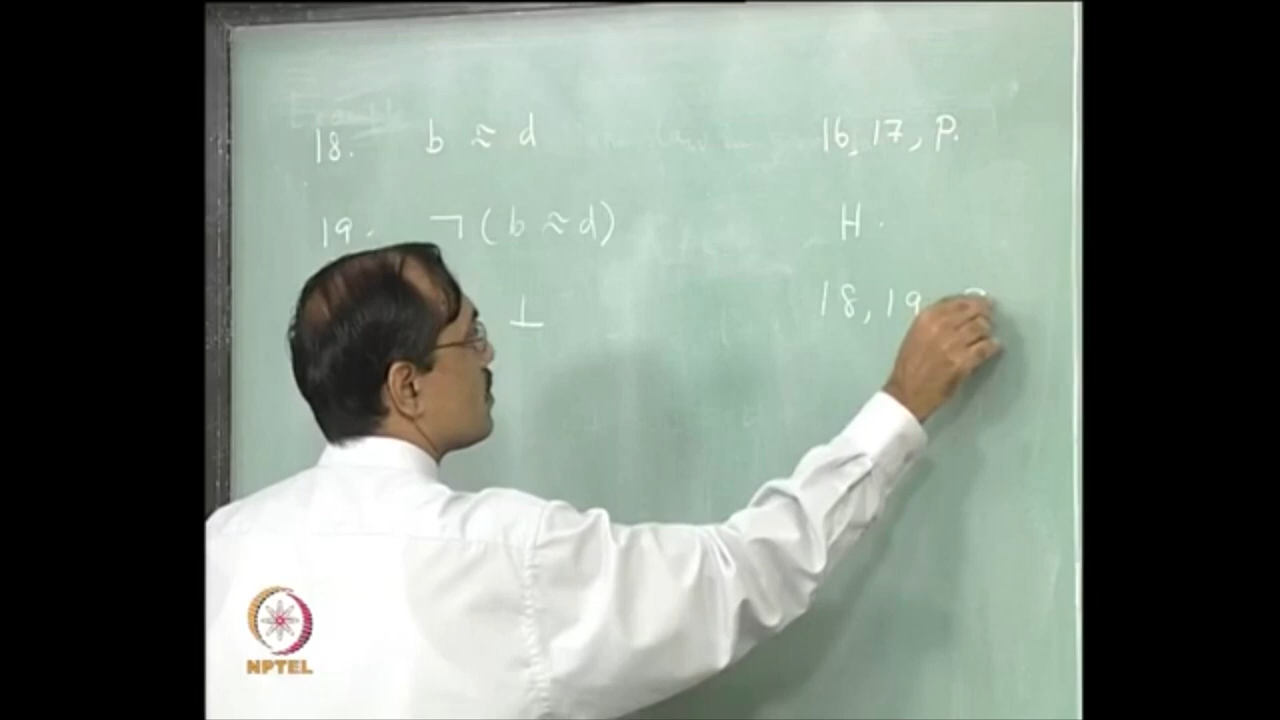 18. b ≈ d 16, 17, P.
19. ¬(b ≈ d) H.
⊥ 18, 19
NPTEL